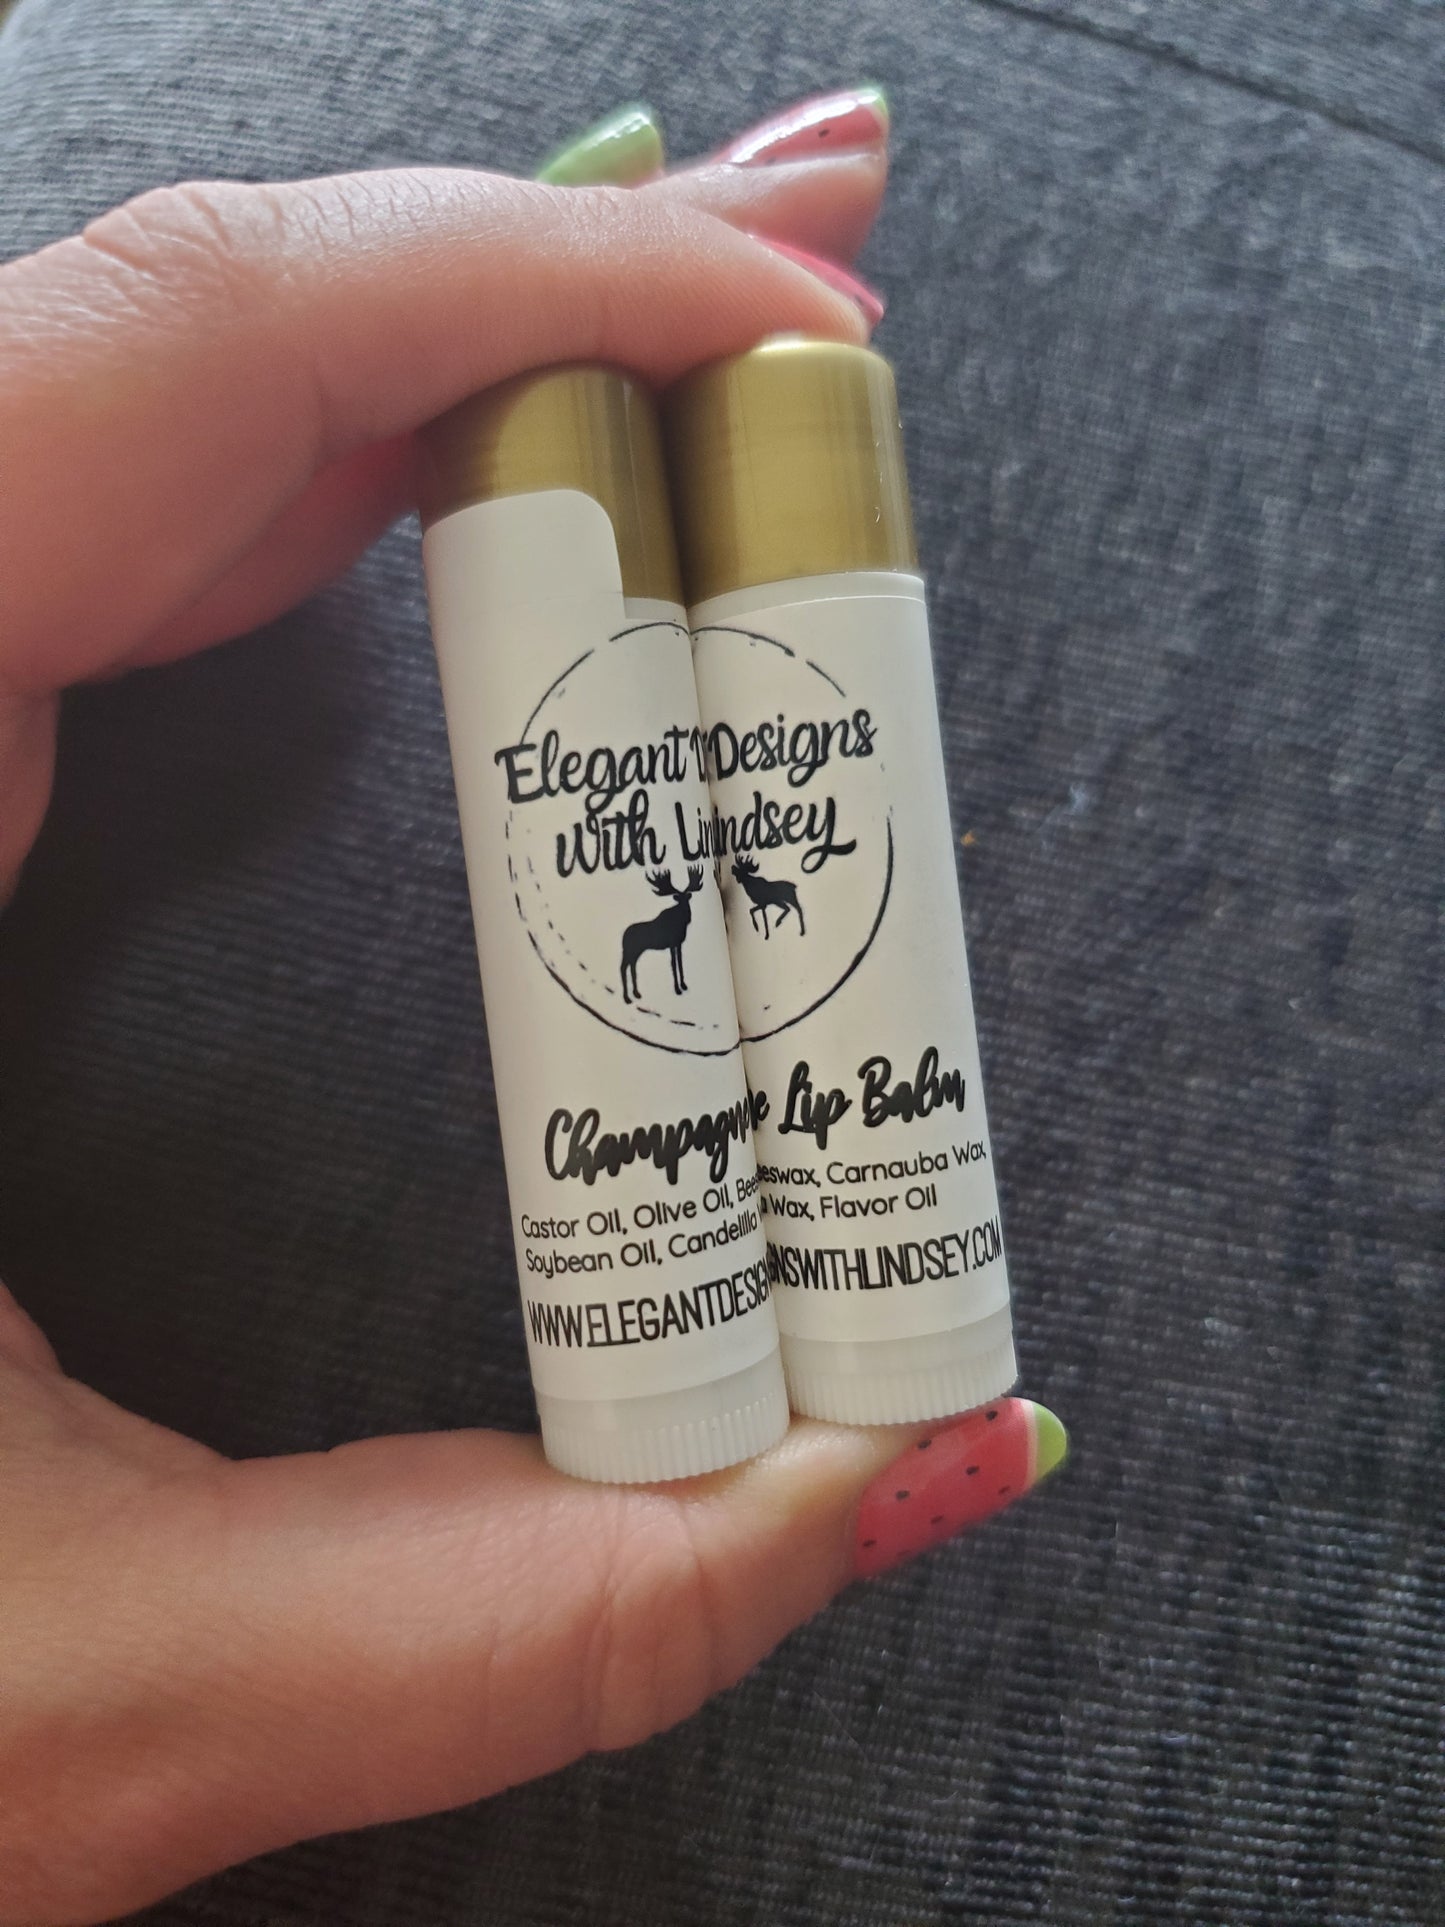 Elegant Designs
with Lindsey
Champagne Lip Balm
Castor Oil, Olive Oil, Beeswax, Carnauba Wax,
Soybean Oil, Candelilla Wax, Flavor Oil
WWW.ELEGANTDESIGNSWITHLINDSEY.COM